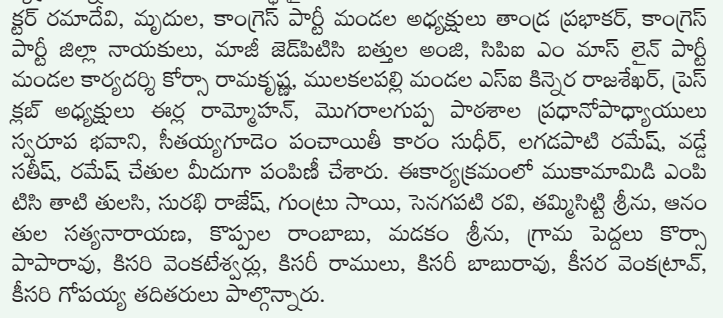 క్టర్ రమాదేవి, మృదుల, కాంగ్రెస్ పార్టీ మండల అధ్యక్షులు తాండ్ర ప్రభాకర్, కాంగ్రెస్
పార్టీ జిల్లా నాయకులు, మాజీ జెడ్‌పిటిసి బత్తుల అంజి, సిపిఐ ఎం మాస్ లైన్ పార్టీ
మండల కార్యదర్శి కోర్సా రామకృష్ణ, ములకలపల్లి మండల ఎస్ఐ కిన్నెర రాజశేఖర్, ప్రెస్
క్లబ్ అధ్యక్షులు ఊర్ల రామ్మోహన్, మొగరాలగుప్ప పాఠశాల ప్రధానోపాధ్యాయులు
స్వరూప భవాని, సీతయ్యగూడెం పంచాయితీ కారం సుధీర్, లగడపాటి రమేష్, వడ్డే
సతీష్, రమేష్ చేతుల మీదుగా పంపిణీ చేశారు. ఈకార్యక్రమంలో ముకామామిడి ఎంపి
టిసి తాటి తులసి, సురభి రాజేష్, గుంట్రు సాయి, సెనగపటి రవి, తమ్మిసెట్టి శ్రీను, ఆనం
తుల సత్యనారాయణ, కొప్పుల రాంబాబు, మడకం శ్రీను, గ్రామ పెద్దలు కొర్సా
పాపారావు, కిసరి వెంకటేశ్వర్లు, కిసరీ రాములు, కిసరీ బాబురావు, కీసర వెంకట్రావ్,
కీసరి గోపయ్య తదితరులు పాల్గొన్నారు.